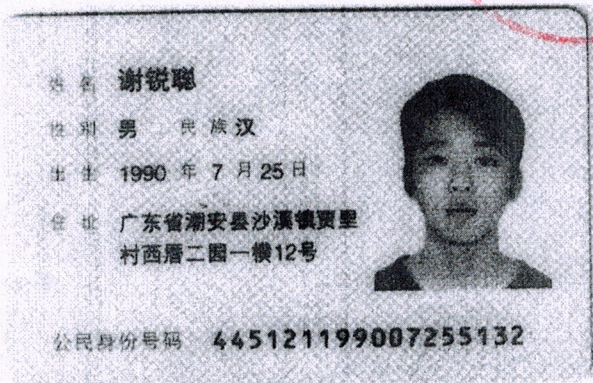 姓名 谢锐聪
性别 男 民族 汉
出生 1990 年 7 月 25 日
住址 广东省潮安县沙溪镇贾里
村西厝二园一横12号
公民身份号码 445121199007255132